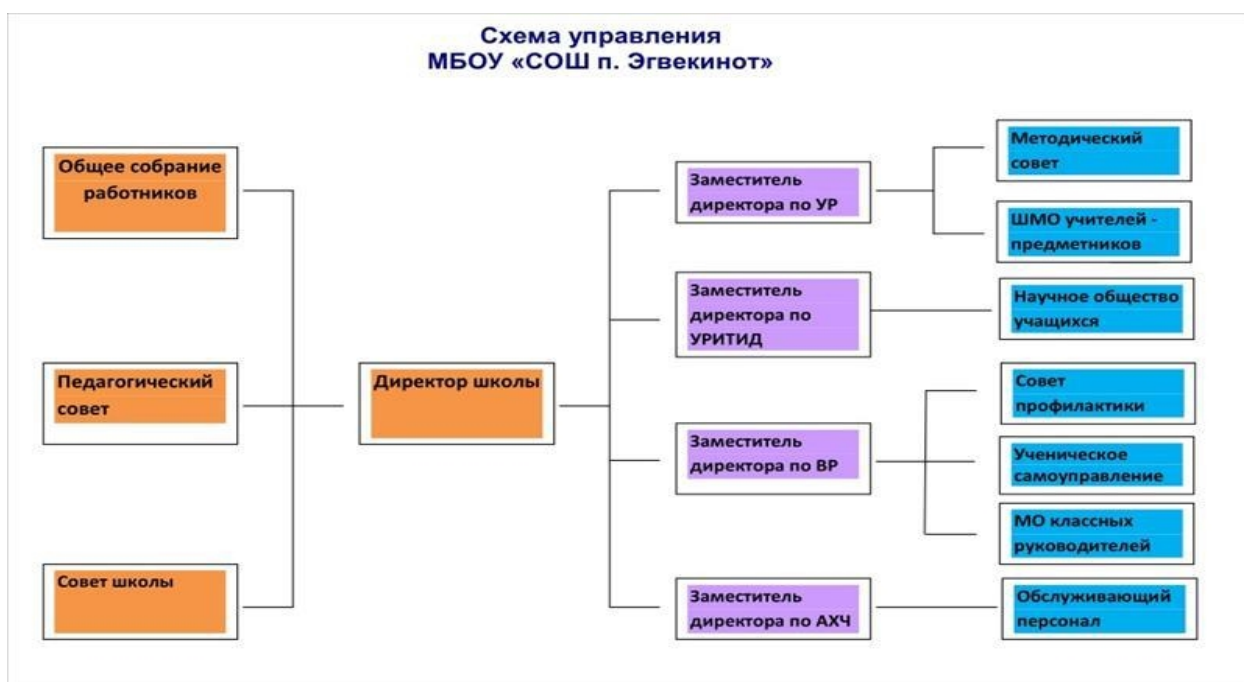 Схема управления
МБОУ «СОШ п. Эгвекинот»
Общее собрание
работников
Педагогический
совет
Совет школы
Директор школы
Заместитель
директора по УР
Заместитель
директора по
УРИТИД
Заместитель
директора по ВР
Заместитель
директора по АХЧ
Методический
совет
ШМО учителей -
предметников
Научное общество
учащихся
Совет
профилактики
Ученическое
самоуправление
МО классных
руководителей
Обслуживающий
персонал